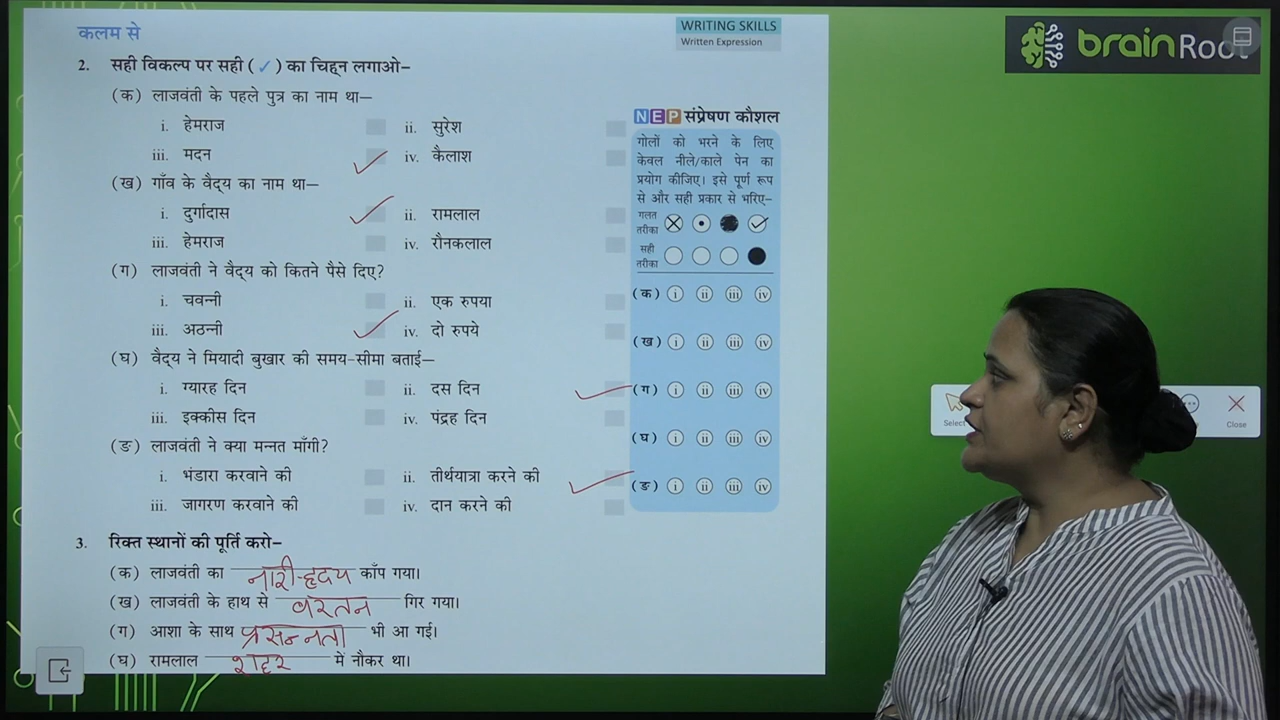 कलम से
WRITING SKILLS
Written Expression
2. सही विकल्प पर सही (✓) का चिह्न लगाओ–
(क) लाजवंती के पहले पुत्र का नाम था—
i. हेमराज ii. सुरेश
iii. मदन ✓ iv. कैलाश
(ख) गाँव के वैद्य का नाम था—
i. दुर्गादास ✓ ii. रामलाल
iii. हेमराज iv. रौनकलाल
(ग) लाजवंती ने वैद्य को कितने पैसे दिए?
i. चवन्नी ii. एक रुपया
iii. अठन्नी ✓ iv. दो रुपये
(घ) वैद्य ने मियादी बुखार की समय-सीमा बताई—
i. ग्यारह दिन ii. दस दिन ✓
iii. इक्कीस दिन iv. पंद्रह दिन
(ङ) लाजवंती ने क्या मन्नत माँगी?
i. भंडारा करवाने की ii. तीर्थयात्रा करने की ✓
iii. जागरण करवाने की iv. दान करने की
3. रिक्त स्थानों की पूर्ति करो–
(क) लाजवंती का नारी-हृदय काँप गया।
(ख) लाजवंती के हाथ से बरतन गिर गया।
(ग) आशा के साथ प्रसन्नता भी आ गई।
(घ) रामलाल शहर में नौकर था।
NEP संप्रेषण कौशल
गोलों को भरने के लिए
केवल नीले/काले पेन का
प्रयोग कीजिए। इसे पूर्ण रूप
से और सही प्रकार से भरिए–
गलत
तरीका
सही
तरीका
(क) i ii iii iv
(ख) i ii iii iv
(ग) i ii iii iv
(घ) i ii iii iv
(ङ) i ii iii iv
brainRoot
Select
Close